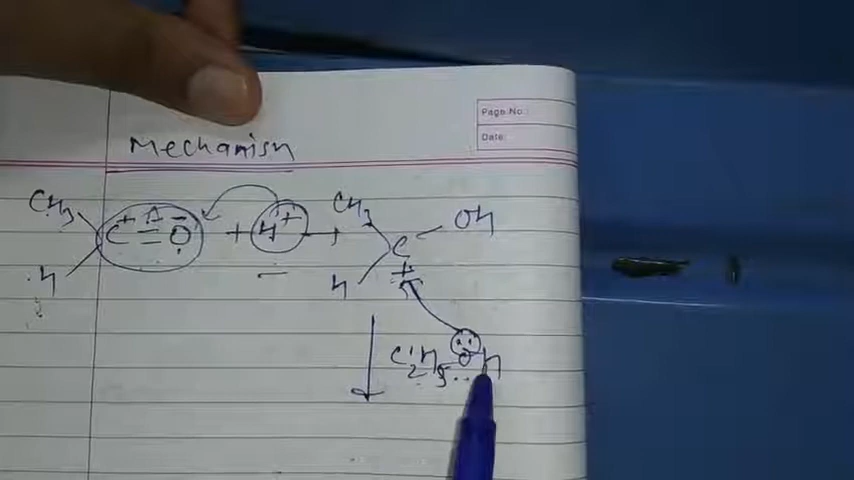 Page No
Date
Mechanism
CH3 CH3 OH
C+ = O- + H+ → C
H H +
C2H5 – O H